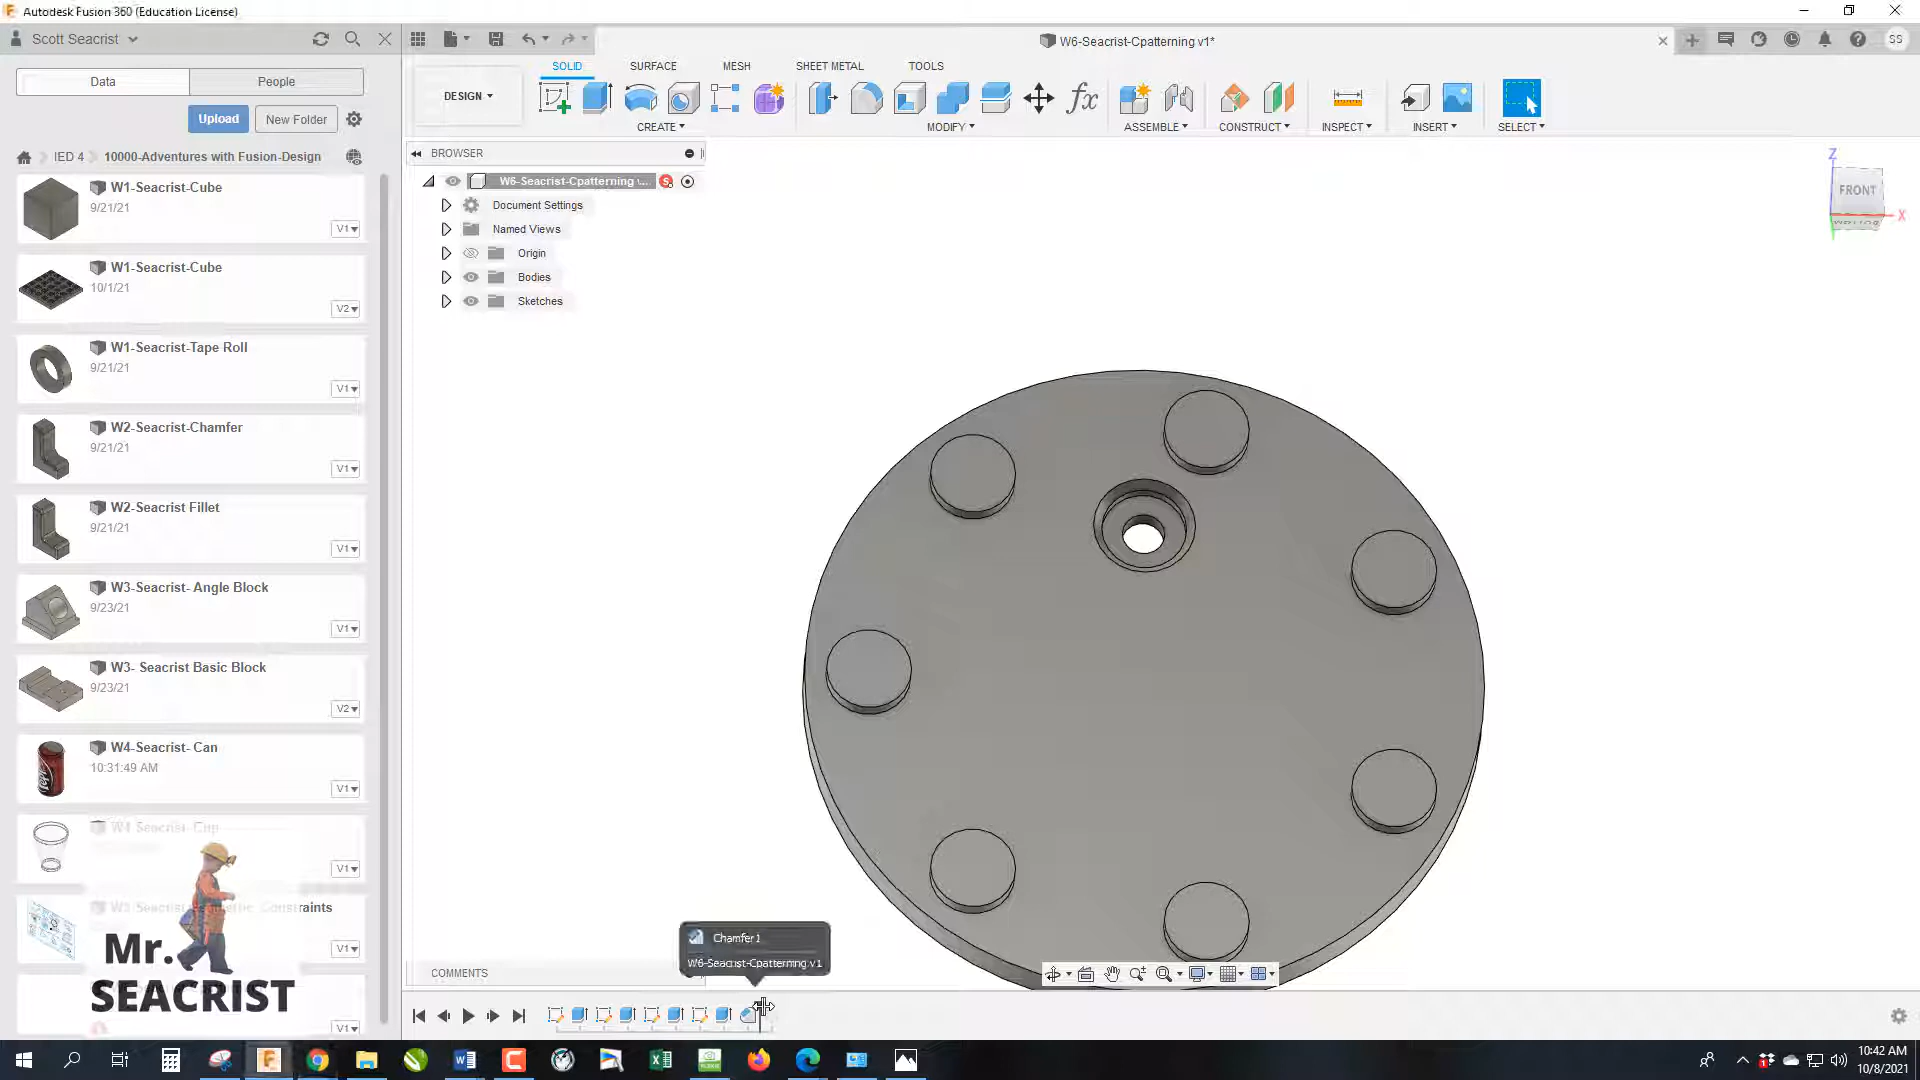 Autodesk Fusion 360 (Education License)
Scott Seacrist
W6-Seacrist-Cpatterning v1*
SS
Data
People
Upload
New Folder
IED 4
10000-Adventures with Fusion-Design
DESIGN
SOLID
SURFACE
MESH
SHEET METAL
TOOLS
CREATE
MODIFY
ASSEMBLE
CONSTRUCT
INSPECT
INSERT
SELECT
BROWSER
W6-Seacrist-Cpatterning
Document Settings
Named Views
Origin
Bodies
Sketches
Z
FRONT
X
W1-Seacrist-Cube
9/21/21
V1
W1-Seacrist-Cube
10/1/21
V2
W1-Seacrist-Tape Roll
9/21/21
V1
W2-Seacrist-Chamfer
9/21/21
V1
W2-Seacrist Fillet
9/21/21
V1
W3-Seacrist- Angle Block
9/23/21
V1
W3- Seacrist Basic Block
9/23/21
V2
W4-Seacrist- Can
10:31:49 AM
V1
V1
V1
V1
Mr.
SEACRIST
Chamfer1
W6-Seacrist-Cpatterning v1
COMMENTS
10:42 AM
10/8/2021